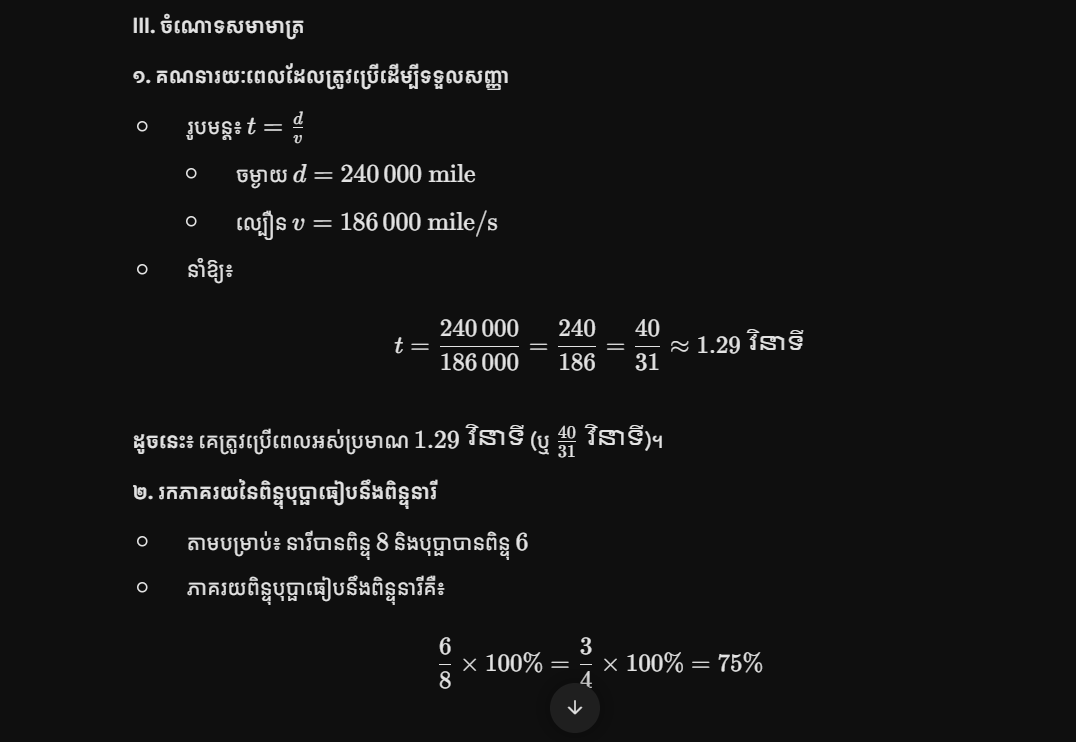 III. ចំណោទសមាមាត្រ
១. គណនារយៈពេលដែលត្រូវប្រើដើម្បីទទួលសញ្ញា
រូបមន្ត៖ t = d/v
ចម្ងាយ d = 240 000 mile
ល្បឿន v = 186 000 mile/s
នាំឱ្យ៖
t = 240 000/186 000 = 240/186 = 40/31 ≈ 1.29 វិនាទី
ដូចនេះ៖ គេត្រូវប្រើពេលអស់ប្រមាណ 1.29 វិនាទី (ឬ 40/31 វិនាទី)។
២. រកភាគរយនៃពិន្ទុបុប្ផាធៀបនឹងពិន្ទុនារី
តាមបម្រាប់៖ នារីបានពិន្ទុ 8 និងបុប្ផាបានពិន្ទុ 6
ភាគរយពិន្ទុបុប្ផាធៀបនឹងពិន្ទុនារីគឺ៖
6/8 × 100% = 3/4 × 100% = 75%